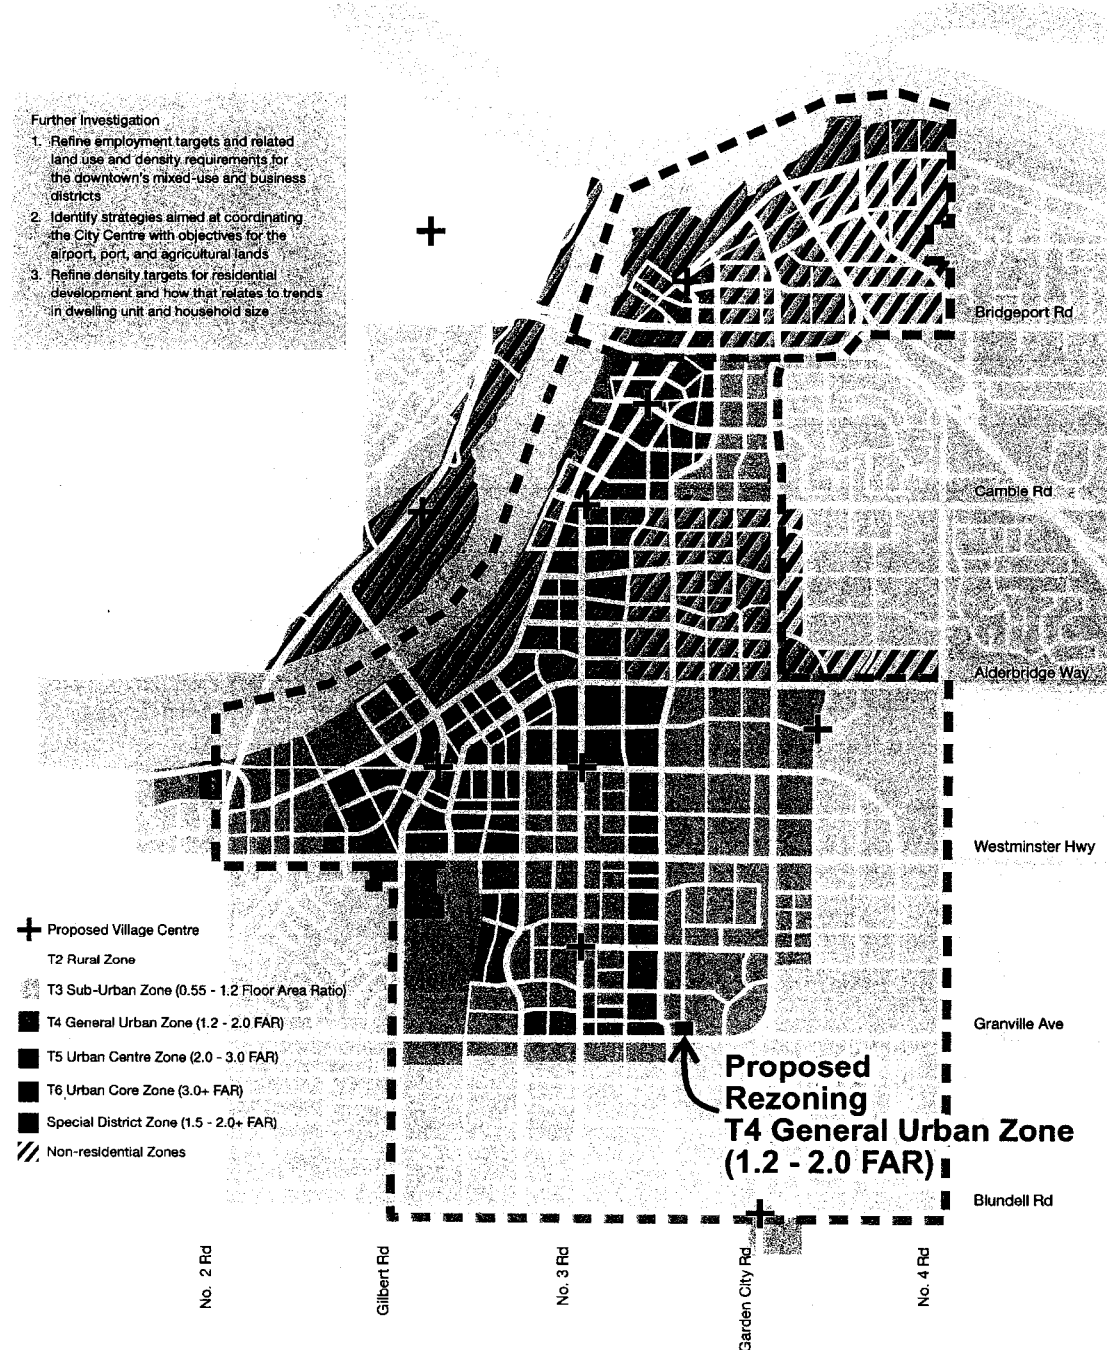 Further Investigation
1. Refine employment targets and related
land use and density requirements for
the downtown's mixed-use and business
districts
2. Identify strategies aimed at coordinating
the City Centre with objectives for the
airport, port, and agricultural lands
3. Refine density targets for residential
development and how that relates to trends
in dwelling unit and household size
Bridgeport Rd
Cambie Rd
Alderbridge Way
Westminster Hwy
Proposed Village Centre
T2 Rural Zone
T3 Sub-Urban Zone (0.55 - 1.2 Floor Area Ratio)
T4 General Urban Zone (1.2 - 2.0 FAR)
T5 Urban Centre Zone (2.0 - 3.0 FAR)
T6 Urban Core Zone (3.0+ FAR)
Special District Zone (1.5 - 2.0+ FAR)
Non-residential Zones
Granville Ave
Proposed
Rezoning
T4 General Urban Zone
(1.2 - 2.0 FAR)
Blundell Rd
No. 2 Rd
Gilbert Rd
No. 3 Rd
Garden City Rd
No. 4 Rd